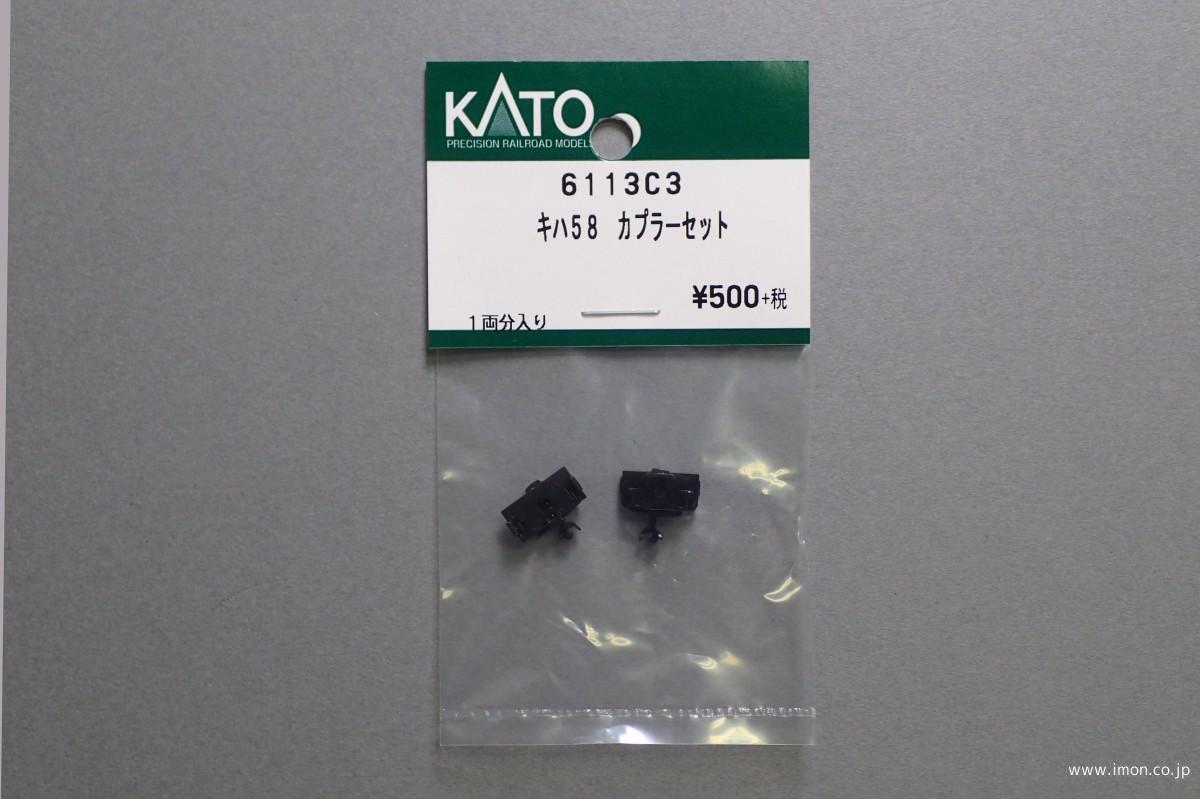 KATO
PRECISION RAILROAD MODELS
6113C3
キハ58 カプラーセット
¥500+税
1両分入り
www.imon.co.jp